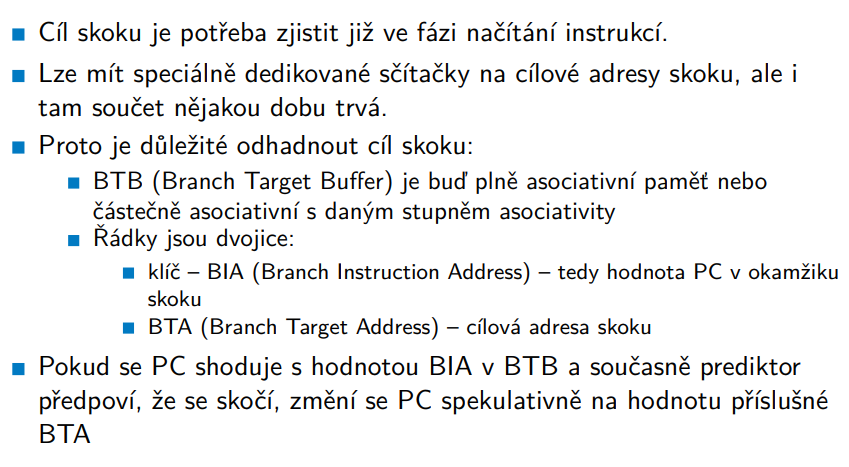 Cíl skoku je potřeba zjistit již ve fázi načítání instrukcí.
Lze mít speciálně dedikované sčítačky na cílové adresy skoku, ale i
tam součet nějakou dobu trvá.
Proto je důležité odhadnout cíl skoku:
BTB (Branch Target Buffer) je buď plně asociativní paměť nebo
částečně asociativní s daným stupněm asociativity
Řádky jsou dvojice:
klíč – BIA (Branch Instruction Address) – tedy hodnota PC v okamžiku
skoku
BTA (Branch Target Address) – cílová adresa skoku
Pokud se PC shoduje s hodnotou BIA v BTB a současně prediktor
předpoví, že se skočí, změní se PC spekulativně na hodnotu příslušné
BTA